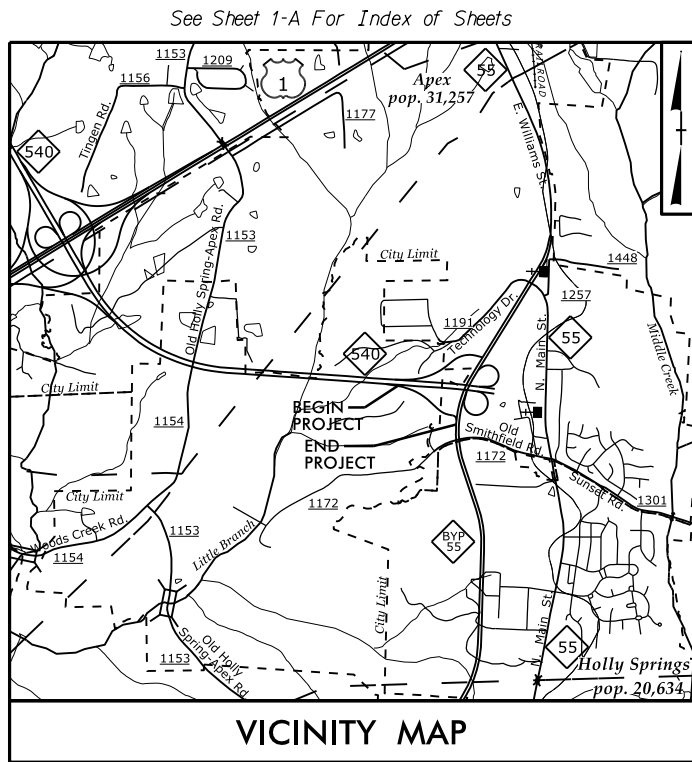 See Sheet 1-A For Index of Sheets
1153
1209
1156
1
55
Apex
pop. 31,257
RAILROAD
Tingen Rd.
1177
E. Williams St.
540
1153
Old Holly Spring-Apex Rd.
City Limit
1448
1257
Technology Dr.
1191
55
540
N. Main St.
Middle Creek
City Limit
BEGIN
PROJECT
END
PROJECT
Old
Smithfield Rd.
1154
1172
Sunset Rd.
1301
City Limit
1172
Woods Creek Rd.
1154
1153
Little Branch
BYP
55
City Limit
N. Main St.
55
Old Holly
Spring-Apex Rd.
1153
Holly Springs
pop. 20,634
VICINITY MAP